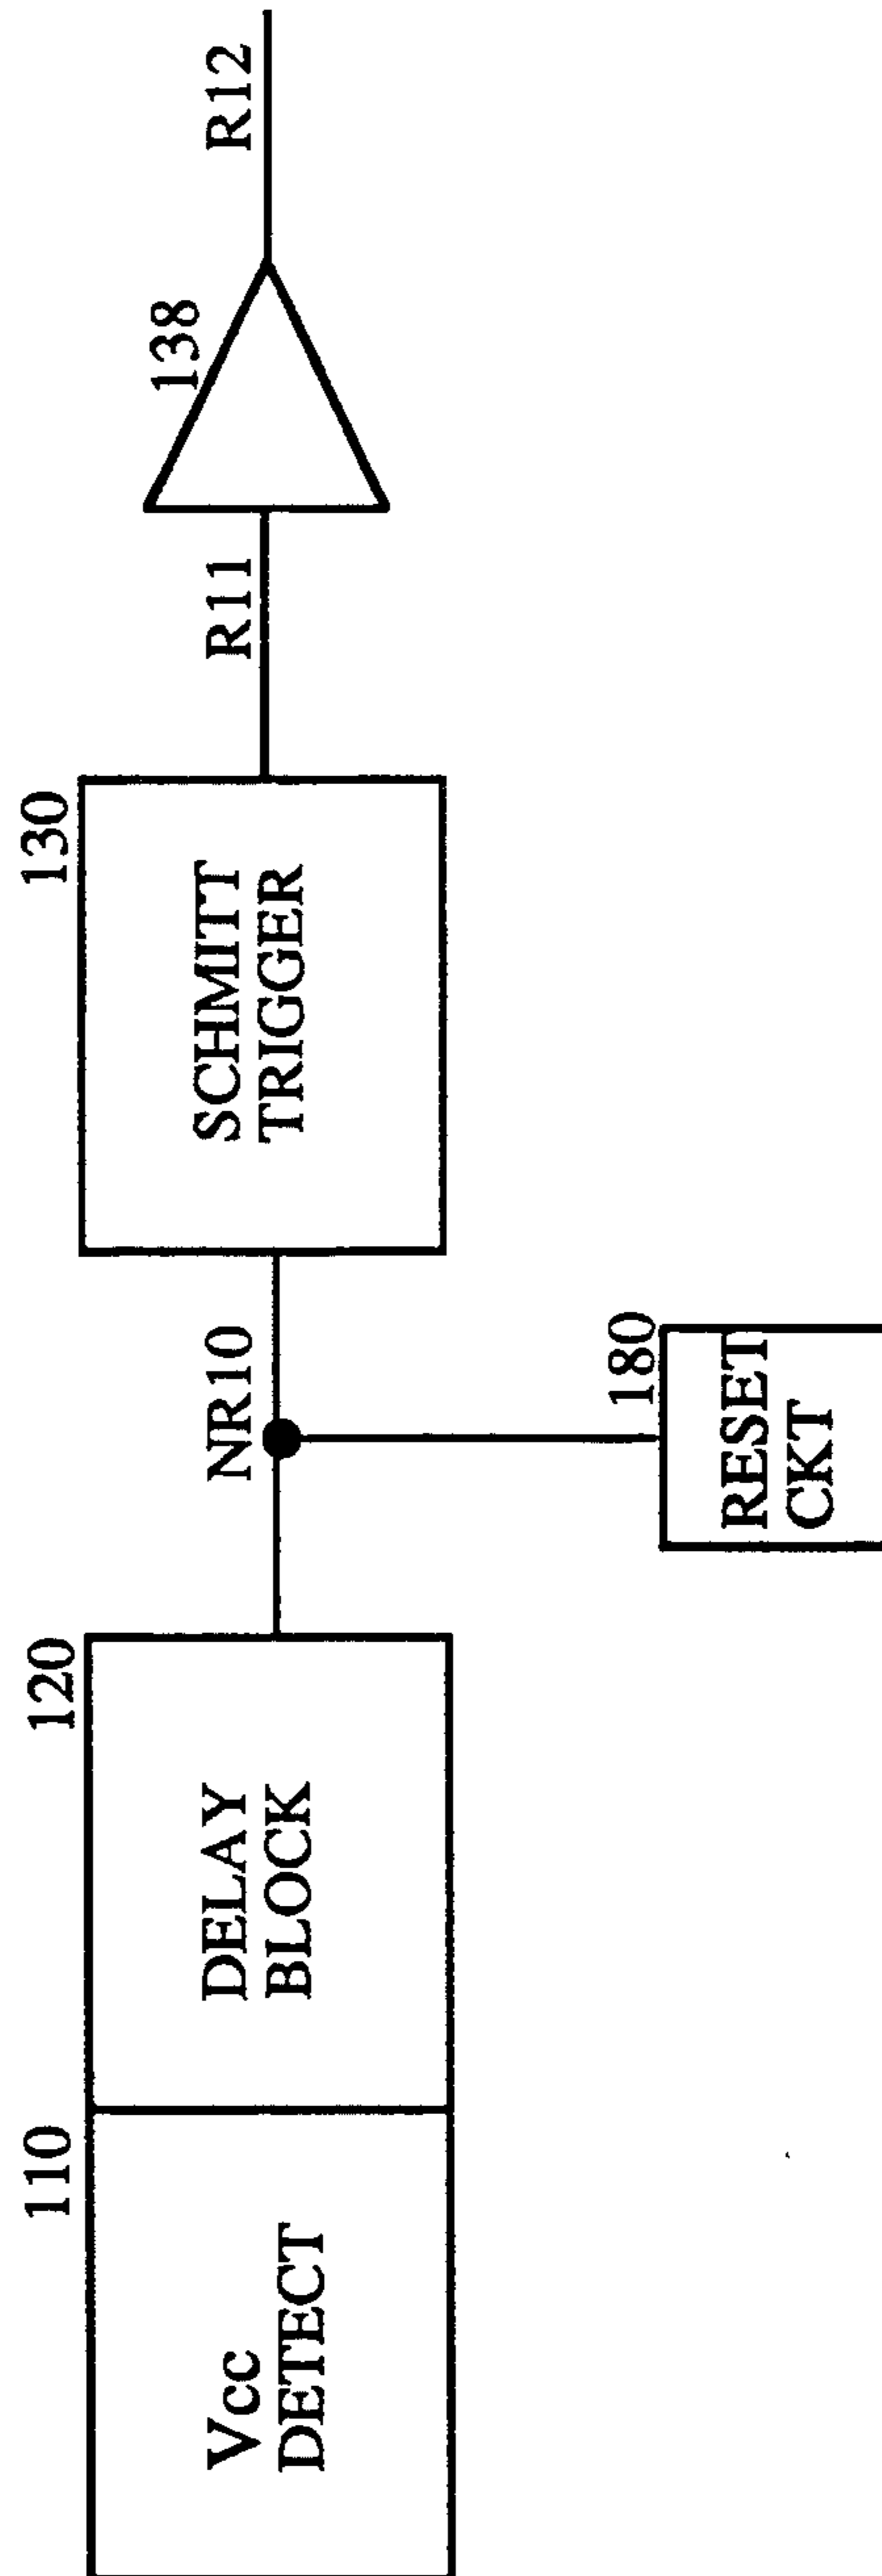 110
Vcc
DETECT
120
DELAY
BLOCK
NR10
180
RESET
CKT
130
SCHMITT
TRIGGER
R11
138
R12